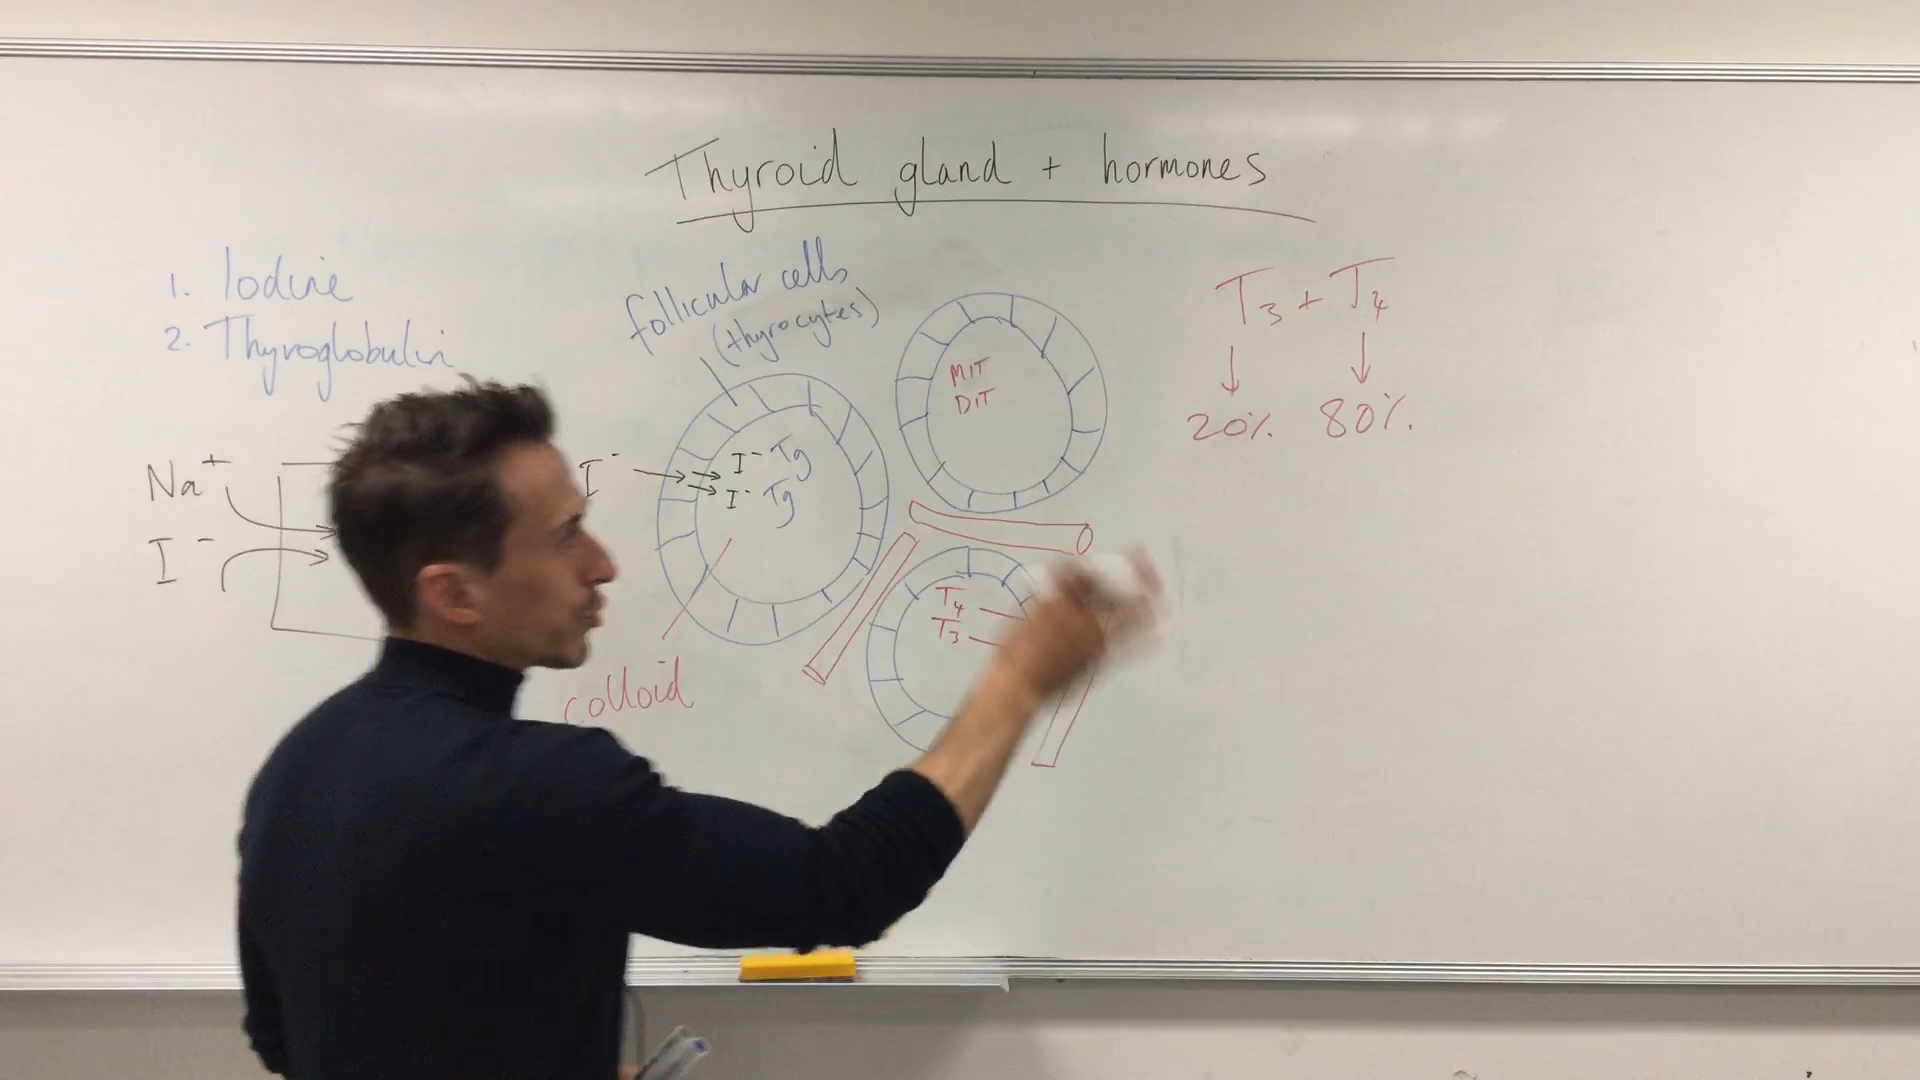 Thyroid gland + hormones
1. Iodine
2. Thyroglobulin
follicular cells
(thyrocytes)
T3 + T4
20% 80%.
MIT
DIT
Na+
I-
I-
I- Tg
I- Tg
T4
T3
colloid